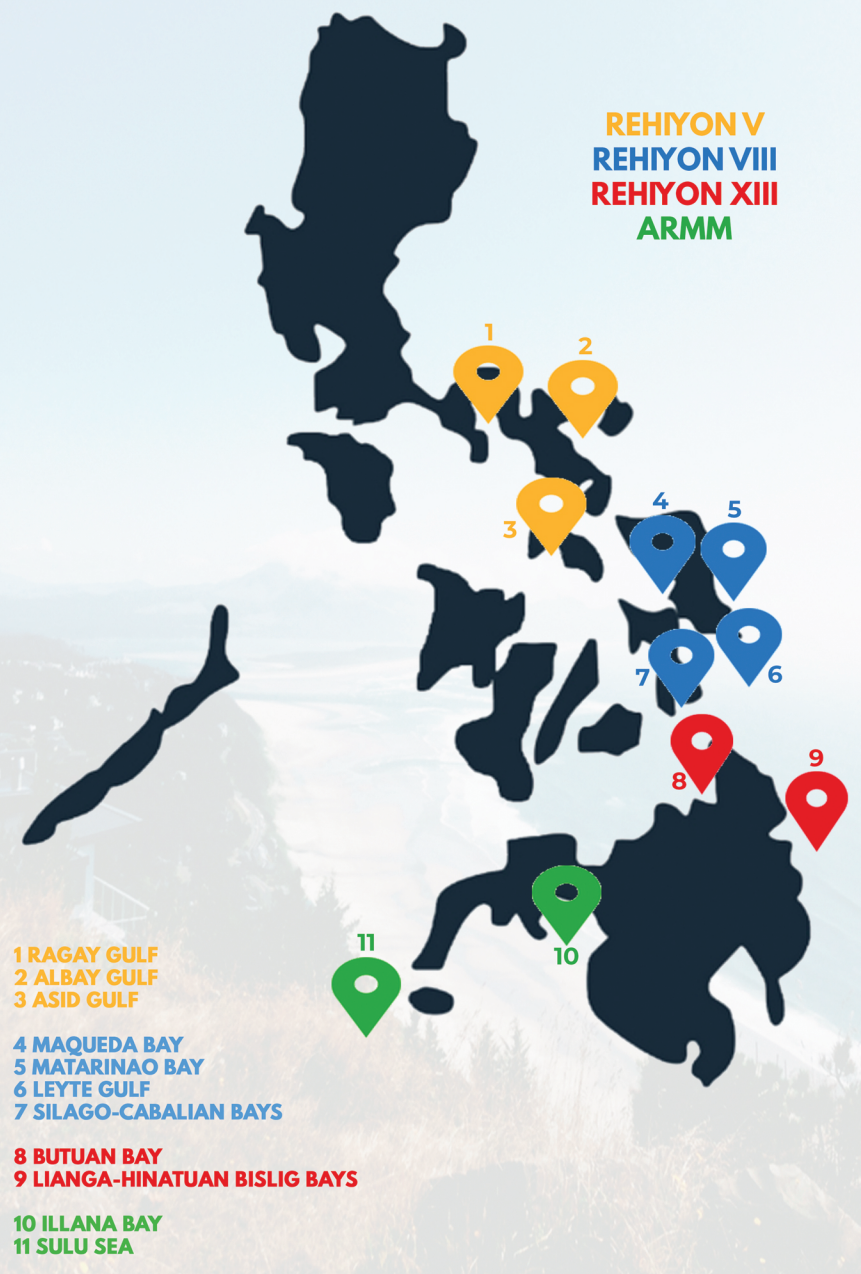 REHIYON V
REHIYON VIII
REHIYON XIII
ARMM
1
2
3
4
5
6
7
8
9
10
11
1 RAGAY GULF
2 ALBAY GULF
3 ASID GULF
4 MAQUEDA BAY
5 MATARINAO BAY
6 LEYTE GULF
7 SILAGO-CABALIAN BAYS
8 BUTUAN BAY
9 LIANGA-HINATUAN BISLIG BAYS
10 ILLANA BAY
11 SULU SEA